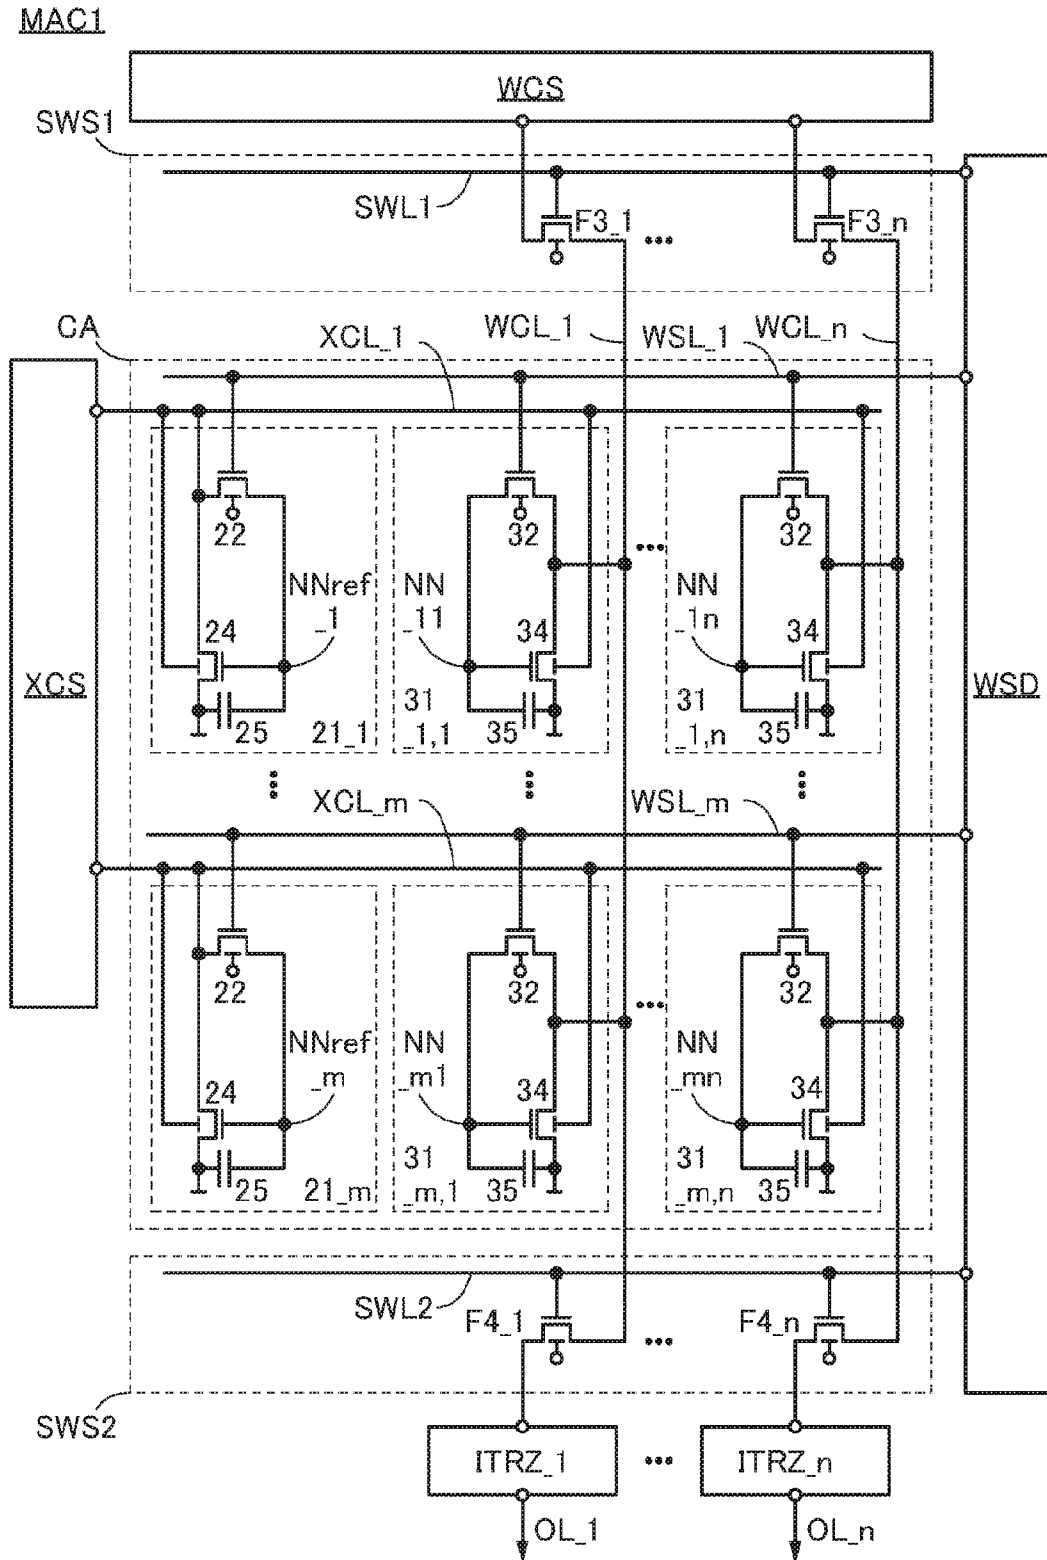 MAC1
WCS
SWS1
SWL1
F3_1
F3_n
CA
XCL_1
WCL_1
WSL_1
WCL_n
22
32
32
NNref
_1
NN
_11
NN
_1n
24
34
34
XCS
WSD
25
21_1
31
_1,1
35
31
_1,n
35
XCL_m
WSL_m
22
32
32
NNref
_m
NN
_m1
NN
_mn
24
34
34
25
21_m
31
_m,1
35
31
_m,n
35
SWL2
F4_1
F4_n
SWS2
ITRZ_1
ITRZ_n
OL_1
OL_n